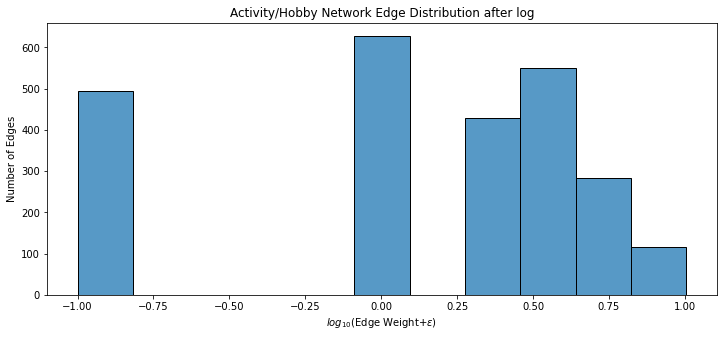 Activity/Hobby Network Edge Distribution after log
Number of Edges
600
500
400
300
200
100
0
−1.00 −0.75 −0.50 −0.25 0.00 0.25 0.50 0.75 1.00
log₁₀(Edge Weight+ε)